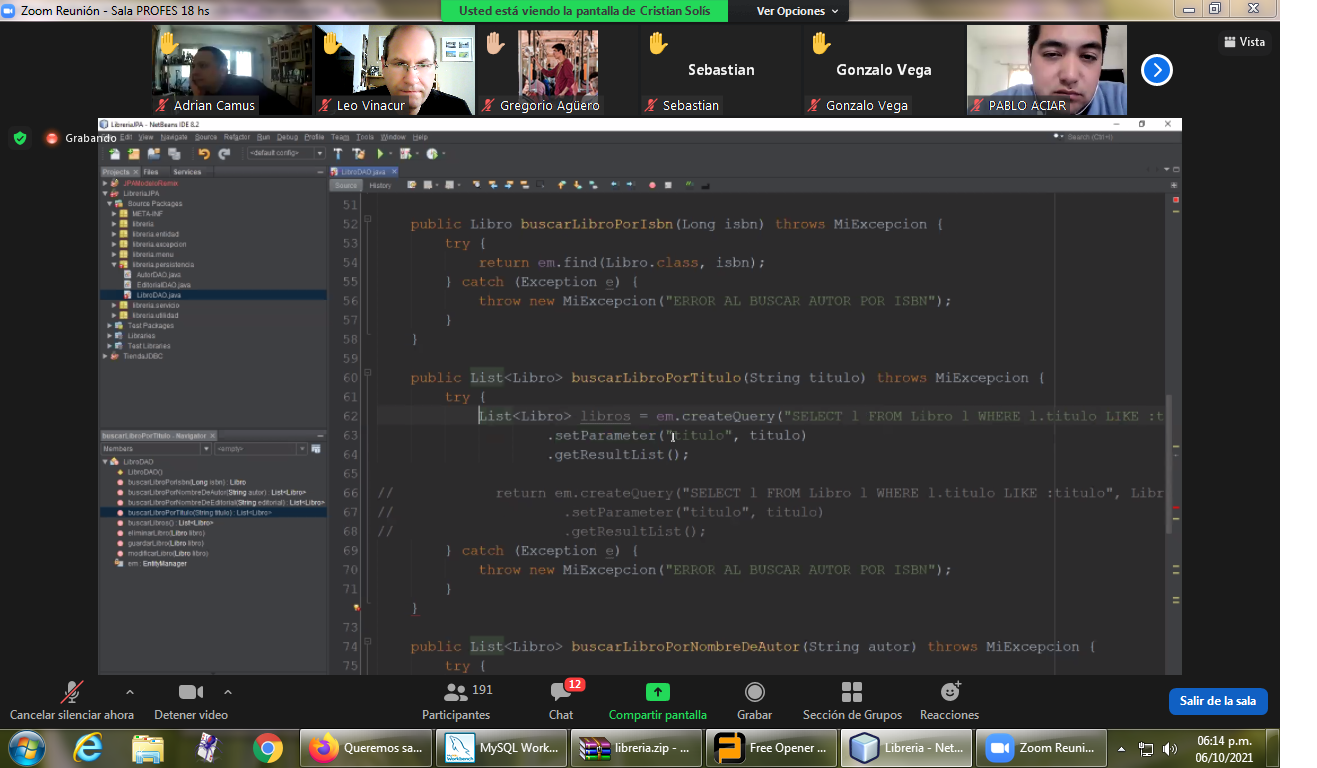 Zoom Reunión - Sala PROFES 18 hs
Usted está viendo la pantalla de Cristian Solís
Ver Opciones
Vista
Adrian Camus
Leo Vinacur
Gregorio Agüero
Sebastian
Sebastian
Gonzalo Vega
Gonzalo Vega
PABLO ACIAR
Grabando
LibreriaJPA - NetBeans IDE 8.2
Edit View Navigate Source Refactor Run Debug Profile Team Tools Window Help
Search (Ctrl+I)
<default config>
Projects Files Services
LibroDAO.java
Source History
JPAModeloRemix
LibreriaJPA
Source Packages
META-INF
libreria
libreria.entidad
libreria.excepcion
libreria.menu
libreria.persistencia
AutorDAO.java
EditorialDAO.java
LibroDAO.java
libreria.servicio
libreria.utilidad
Test Packages
Libraries
Test Libraries
TiendaJDBC
buscarLibroPorTitulo - Navigator
Members <empty>
LibroDAO
LibroDAO()
buscarLibroPorIsbn(Long isbn) : Libro
buscarLibroPorNombreDeAutor(String autor) : List<Libro>
buscarLibroPorNombreDeEditorial(String editorial) : List<Libro>
buscarLibroPorTitulo(String titulo) : List<Libro>
buscarLibros() : List<Libro>
eliminarLibro(Libro libro)
guardarLibro(Libro libro)
modificarLibro(Libro libro)
em : EntityManager
51
52 public Libro buscarLibroPorIsbn(Long isbn) throws MiExcepcion {
53 try {
54 return em.find(Libro.class, isbn);
55 } catch (Exception e) {
56 throw new MiExcepcion("ERROR AL BUSCAR AUTOR POR ISBN");
57 }
58 }
59
60 public List<Libro> buscarLibroPorTitulo(String titulo) throws MiExcepcion {
61 try {
62 List<Libro> libros = em.createQuery("SELECT l FROM Libro l WHERE l.titulo LIKE :t
63 .setParameter("titulo", titulo)
64 .getResultList();
65
66 // return em.createQuery("SELECT l FROM Libro l WHERE l.titulo LIKE :titulo", Libr
67 // .setParameter("titulo", titulo)
68 // .getResultList();
69 } catch (Exception e) {
70 throw new MiExcepcion("ERROR AL BUSCAR AUTOR POR ISBN");
71 }
}
73
74 public List<Libro> buscarLibroPorNombreDeAutor(String autor) throws MiExcepcion {
75 try {
Cancelar silenciar ahora
Detener video
191
Participantes
12
Chat
Compartir pantalla
Grabar
Sección de Grupos
Reacciones
Salir de la sala
Queremos sa...
MySQL Work...
libreria.zip - ...
Free Opener ...
Libreria - Net...
Zoom Reuni...
06:14 p.m.
06/10/2021